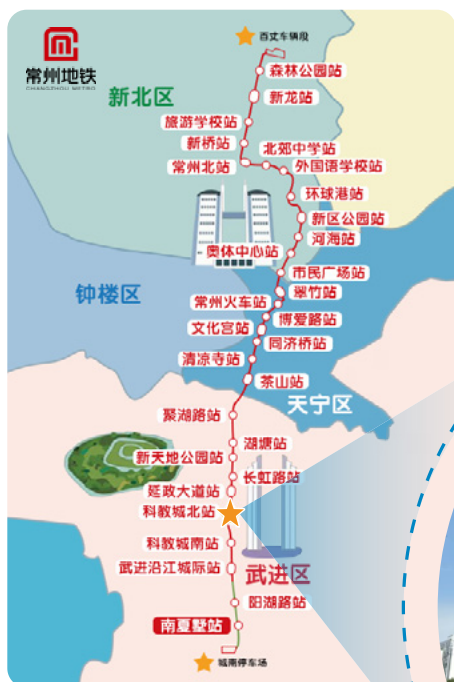 常州地铁
CHANGZHOU METRO
百丈车辆段
森林公园站
新北区
新龙站
旅游学校站
新桥站
北郊中学站
常州北站
外国语学校站
环球港站
新区公园站
河海站
奥体中心站
市民广场站
钟楼区
翠竹站
常州火车站
博爱路站
文化宫站
同济桥站
清凉寺站
茶山站
天宁区
聚湖路站
湖塘站
新天地公园站
长虹路站
延政大道站
科教城北站
科教城南站
武进沿江城际站
武进区
阳湖路站
南夏墅站
城南停车场